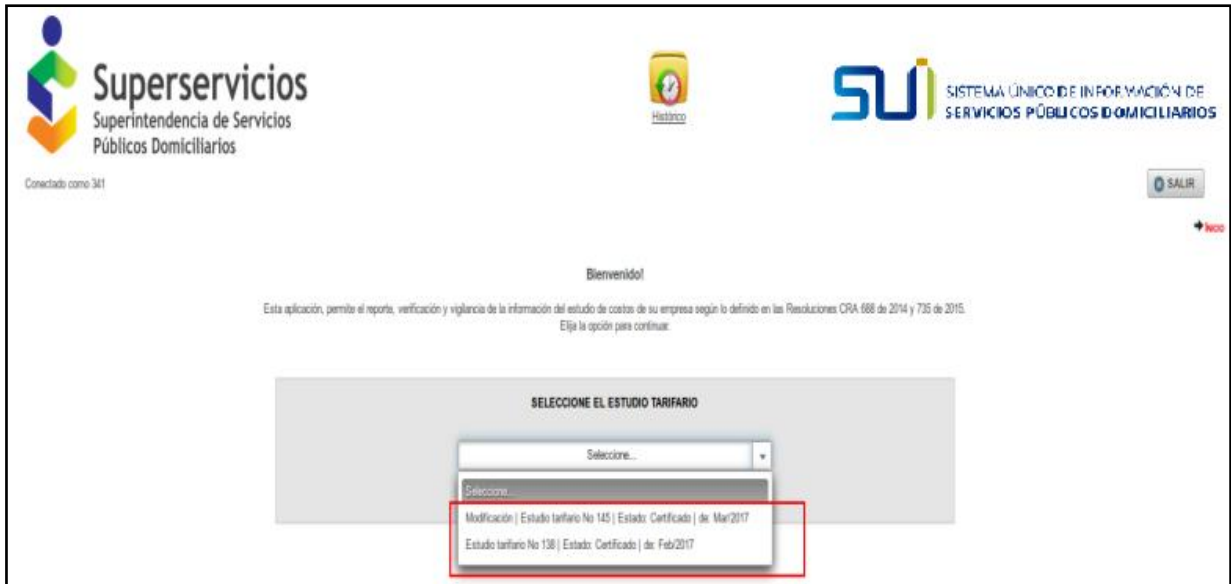 Superservicios
Superintendencia de Servicios
Públicos Domiciliarios
Histórico
SUI
SISTEMA ÚNICO DE INFORMACIÓN DE
SERVICIOS PÚBLICOS DOMICILIARIOS
Conectado como 341
SALIR
Inicio
Bienvenido!
Esta aplicación, permite el reporte, verificación y vigilancia de la información del estudio de costos de su empresa según lo definido en las Resoluciones CRA 688 de 2014 y 735 de 2015.
Elija la opción para continuar.
SELECCIONE EL ESTUDIO TARIFARIO
Seleccione...
Seleccione...
Modificación | Estudio tarifario No 145 | Estado: Certificado | de: Mar/2017
Estudio tarifario No 138 | Estado: Certificado | de: Feb/2017